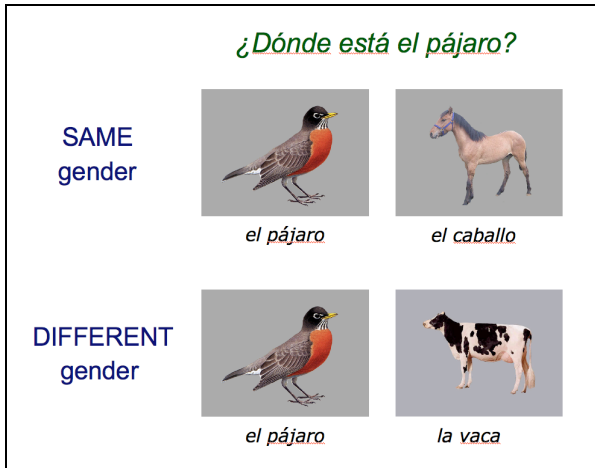 ¿Dónde está el pájaro?
SAME
gender
el pájaro
el caballo
DIFFERENT
gender
el pájaro
la vaca